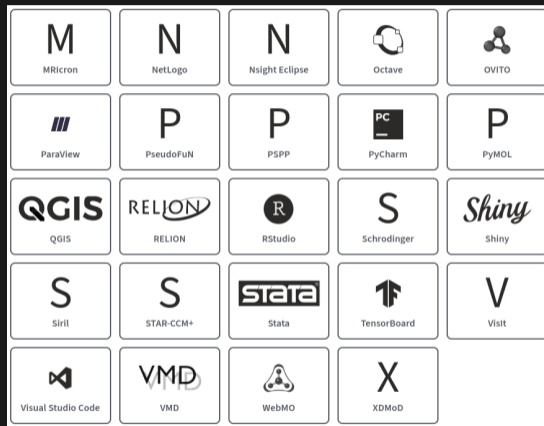 M
N
N
MRIcron
NetLogo
Nsight Eclipse
Octave
OVITO
P
P
PC
P
ParaView
PseudoFuN
PSPP
PyCharm
PyMOL
QGIS
RELION
R
S
Shiny
QGIS
RELION
RStudio
Schrodinger
Shiny
S
S
STATA
TF
V
Siril
STAR-CCM+
Stata
TensorBoard
VisIt
VMD
X
Visual Studio Code
VMD
WebMO
XDMoD